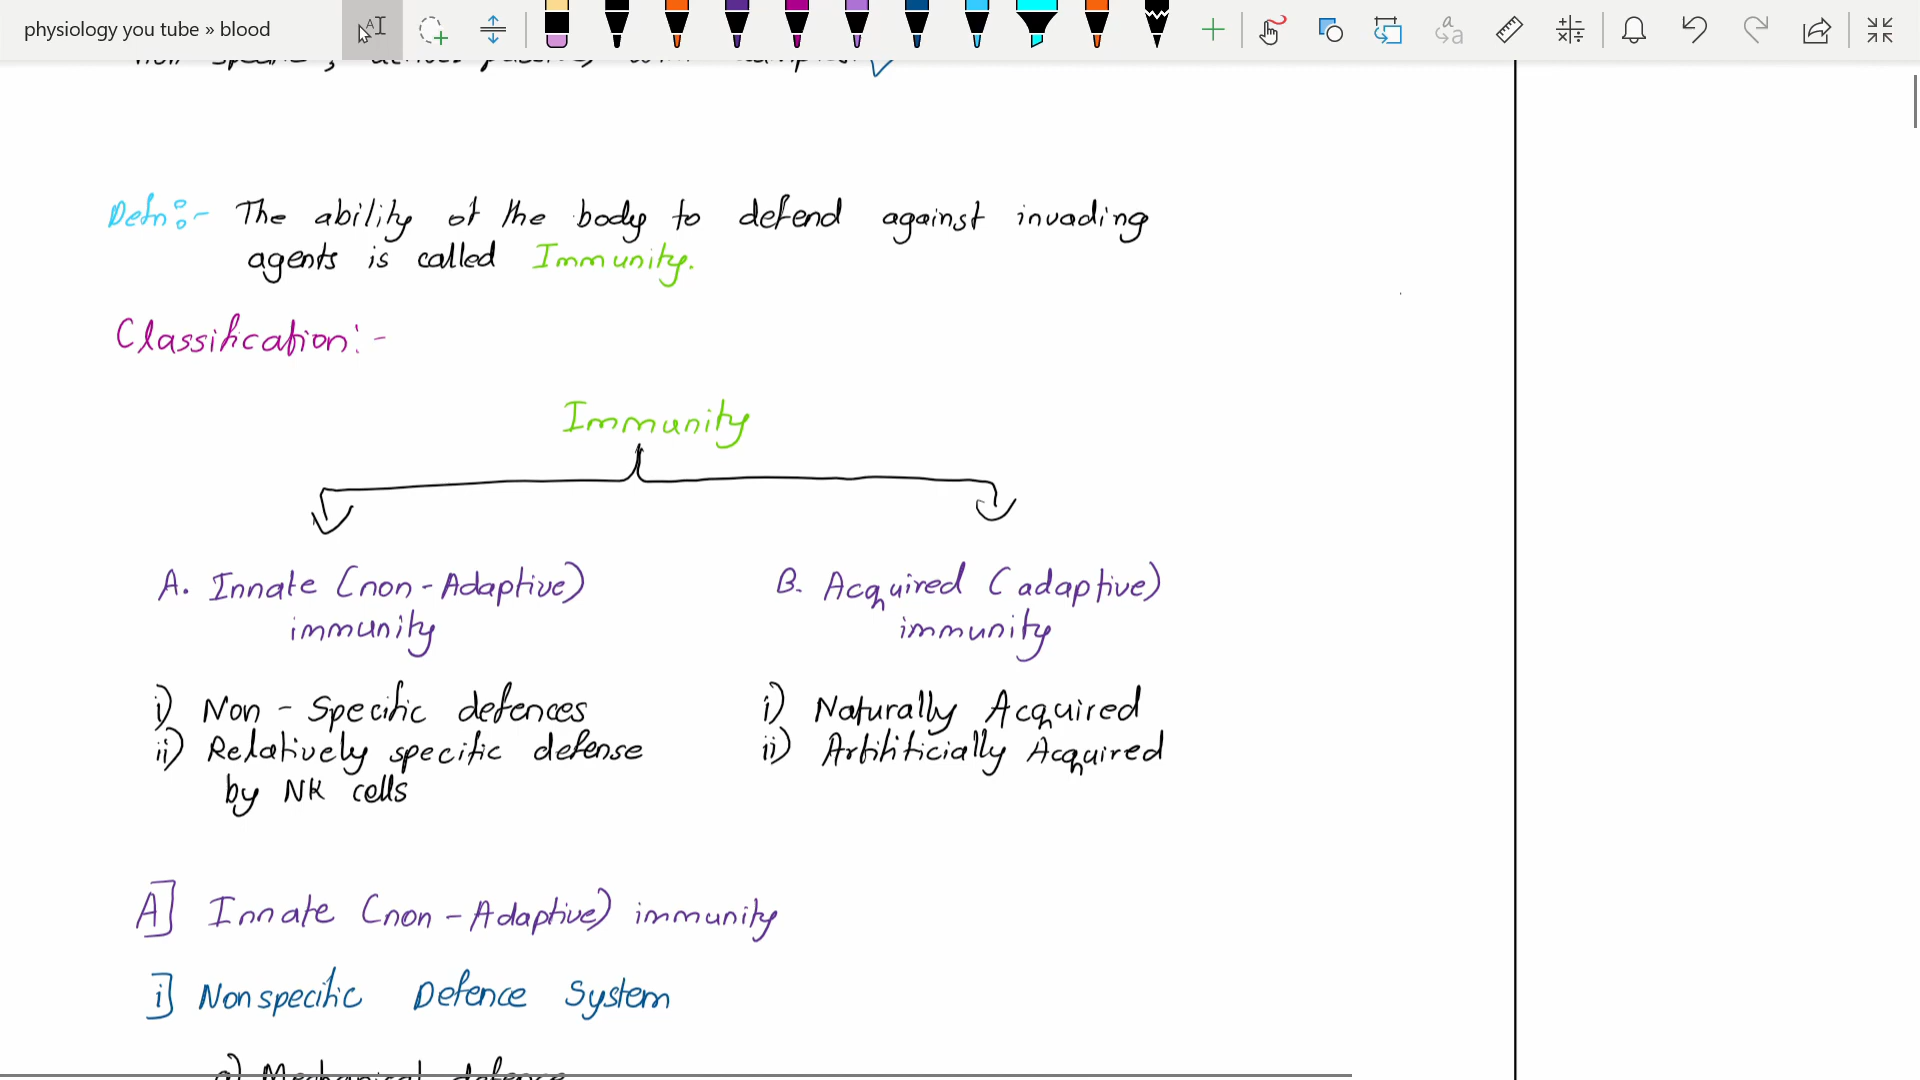 physiology you tube » blood
Defn:- The ability of the body to defend against invading
agents is called Immunity.
Classification:-
Immunity
A. Innate (non-Adaptive)
immunity
B. Acquired (adaptive)
immunity
i) Non - Specific defences
ii) Relatively specific defense
by NK cells
i) Naturally Acquired
ii) Artificially Acquired
A] Innate (non-Adaptive) immunity
i] Nonspecific Defence System
a) Mechanical defence